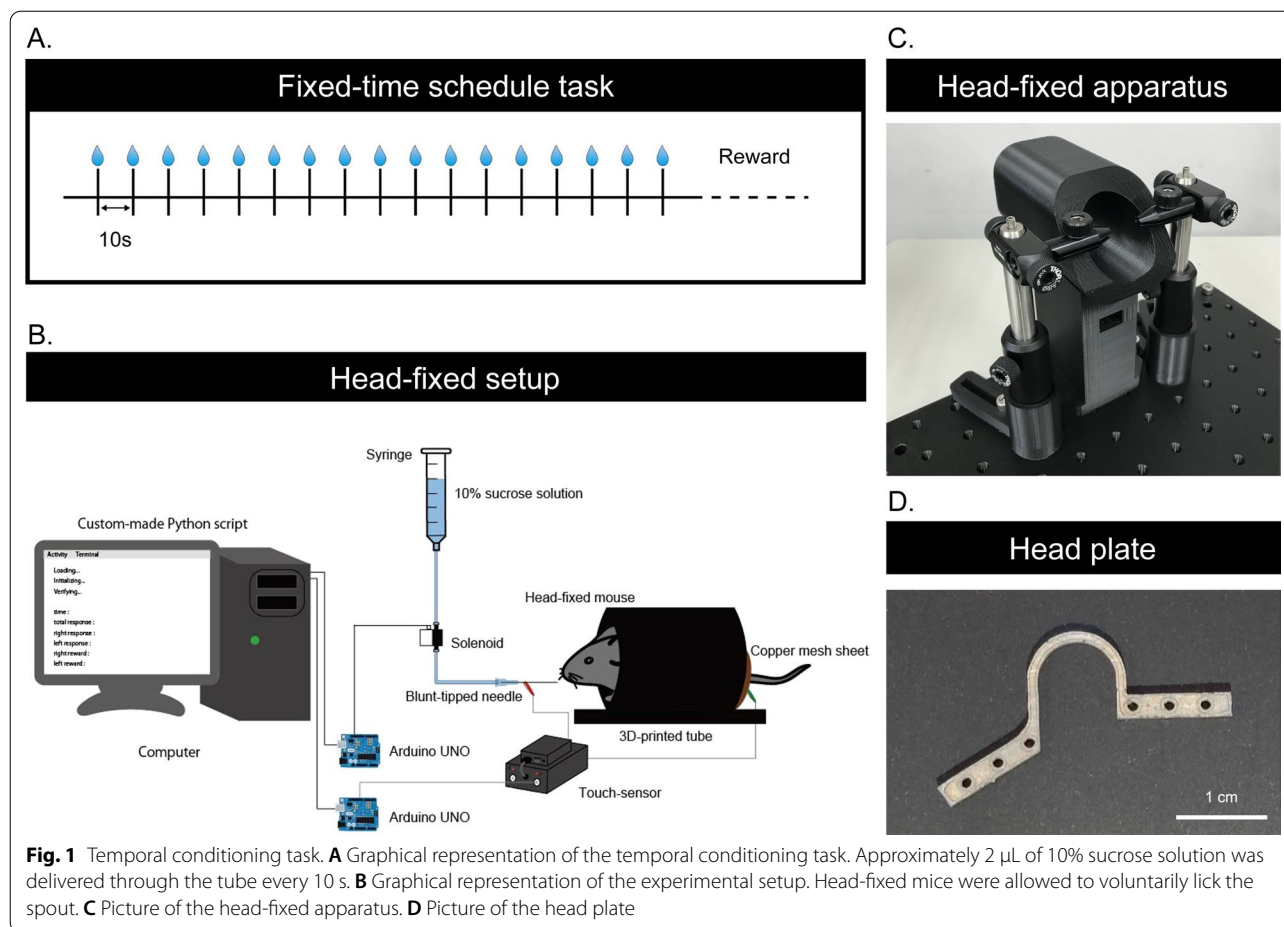 A.
Fixed-time schedule task
Reward
10s
B.
Head-fixed setup
Syringe
10% sucrose solution
Custom-made Python script
Activity Terminal
Loading...
Initializing...
Verifying...
time :
total response :
right response :
left response :
right reward :
left reward :
Head-fixed mouse
Solenoid
Copper mesh sheet
Blunt-tipped needle
3D-printed tube
Computer
Arduino UNO
Touch-sensor
Arduino UNO
C.
Head-fixed apparatus
D.
Head plate
1 cm
Fig. 1 Temporal conditioning task. A Graphical representation of the temporal conditioning task. Approximately 2 µL of 10% sucrose solution was
delivered through the tube every 10 s. B Graphical representation of the experimental setup. Head-fixed mice were allowed to voluntarily lick the
spout. C Picture of the head-fixed apparatus. D Picture of the head plate